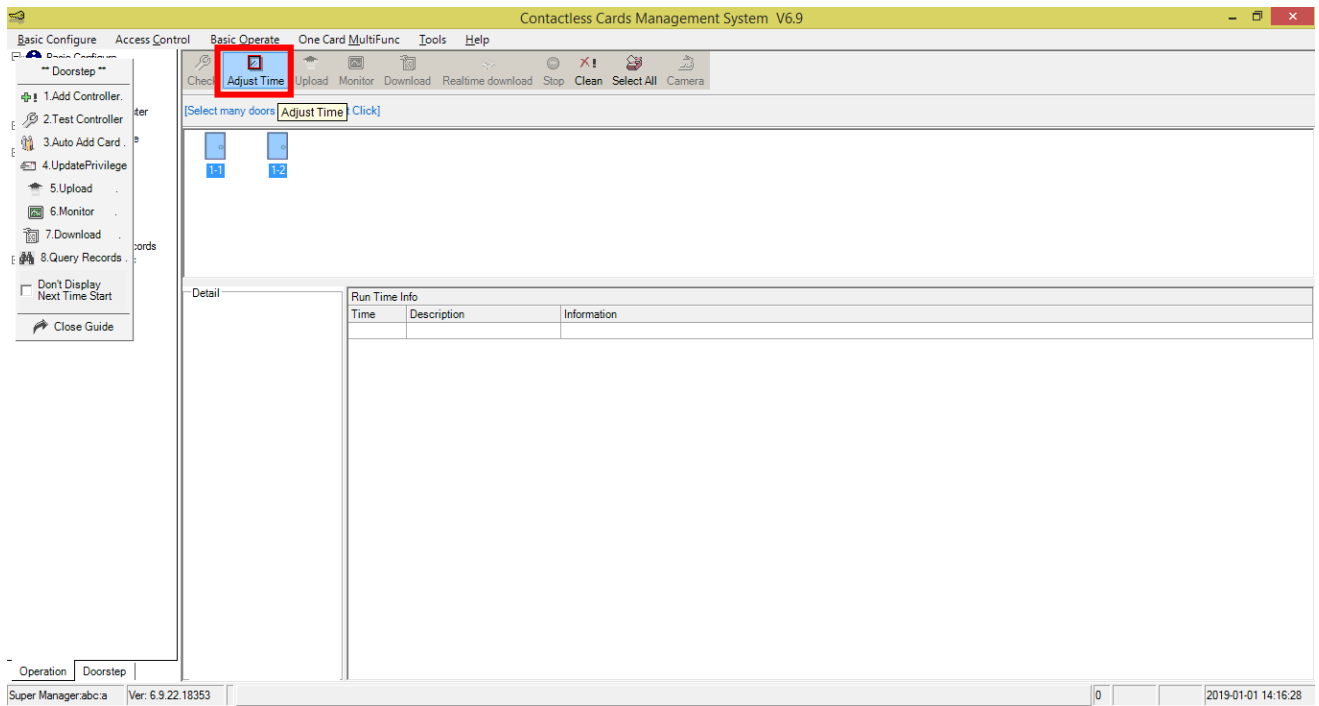 Contactless Cards Management System V6.9
Basic Configure Access Control Basic Operate One Card MultiFunc Tools Help
Basic Configure
** Doorstep **
1.Add Controller.
2.Test Controller
3.Auto Add Card .
4.UpdatePrivilege
5.Upload .
6.Monitor .
7.Download .
8.Query Records .
Don't Display
Next Time Start
Close Guide
Check Adjust Time Upload Monitor Download Realtime download Stop Clean Select All Camera
[Select many doors Adjust Time t Click]
1-1 1-2
Detail
Run Time Info
Time Description Information
Operation Doorstep
Super Manager:abc:a Ver: 6.9.22.18353 0 2019-01-01 14:16:28